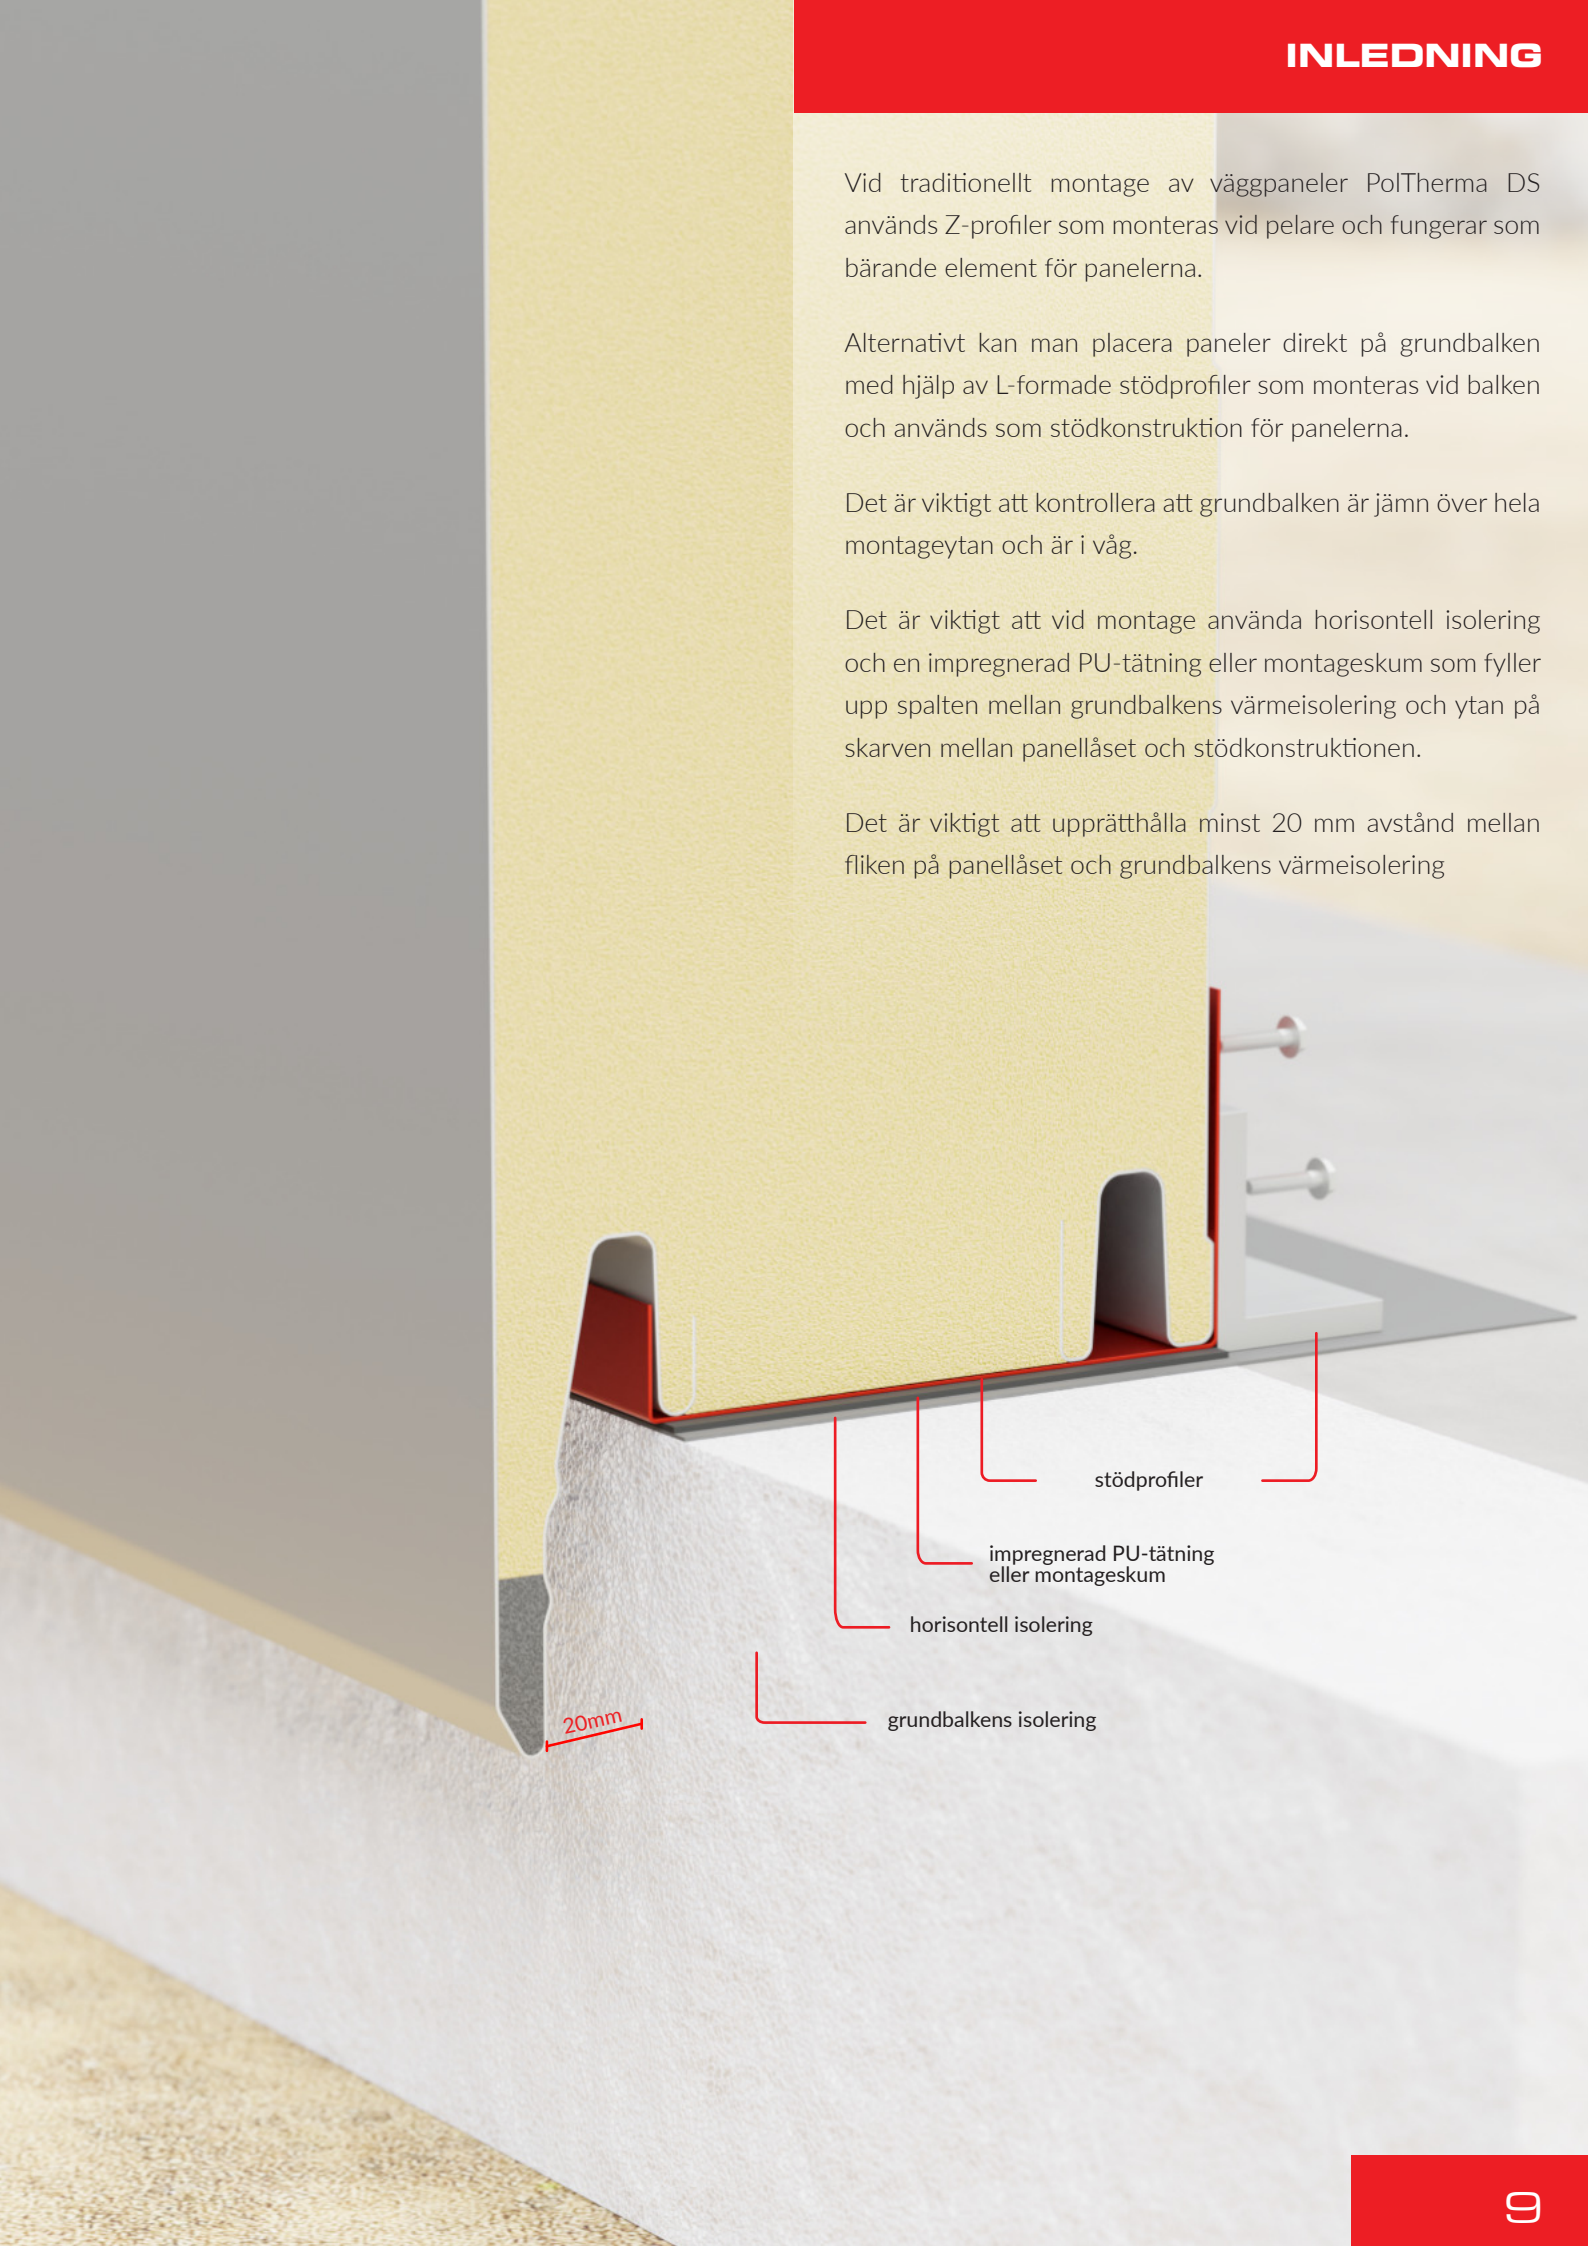 INLEDNING
Vid traditionellt montage av väggpaneler PolTherma DS
används Z-profiler som monteras vid pelare och fungerar som
bärande element för panelerna.
Alternativt kan man placera paneler direkt på grundbalken
med hjälp av L-formade stödprofiler som monteras vid balken
och används som stödkonstruktion för panelerna.
Det är viktigt att kontrollera att grundbalken är jämn över hela
montageytan och är i våg.
Det är viktigt att vid montage använda horisontell isolering
och en impregnerad PU-tätning eller montageskum som fyller
upp spalten mellan grundbalkens värmeisolering och ytan på
skarven mellan panellåset och stödkonstruktionen.
Det är viktigt att upprätthålla minst 20 mm avstånd mellan
fliken på panellåset och grundbalkens värmeisolering
stödprofiler
impregnerad PU-tätning
eller montageskum
horisontell isolering
grundbalkens isolering
20mm
9